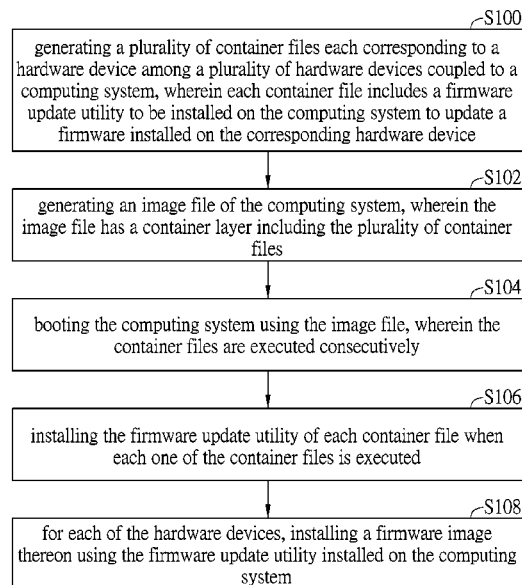 S100
generating a plurality of container files each corresponding to a
hardware device among a plurality of hardware devices coupled to a
computing system, wherein each container file includes a firmware
update utility to be installed on the computing system to update a
firmware installed on the corresponding hardware device
S102
generating an image file of the computing system, wherein the
image file has a container layer including the plurality of container
files
S104
booting the computing system using the image file, wherein the
container files are executed consecutively
S106
installing the firmware update utility of each container file when
each one of the container files is executed
S108
for each of the hardware devices, installing a firmware image
thereon using the firmware update utility installed on the computing
system